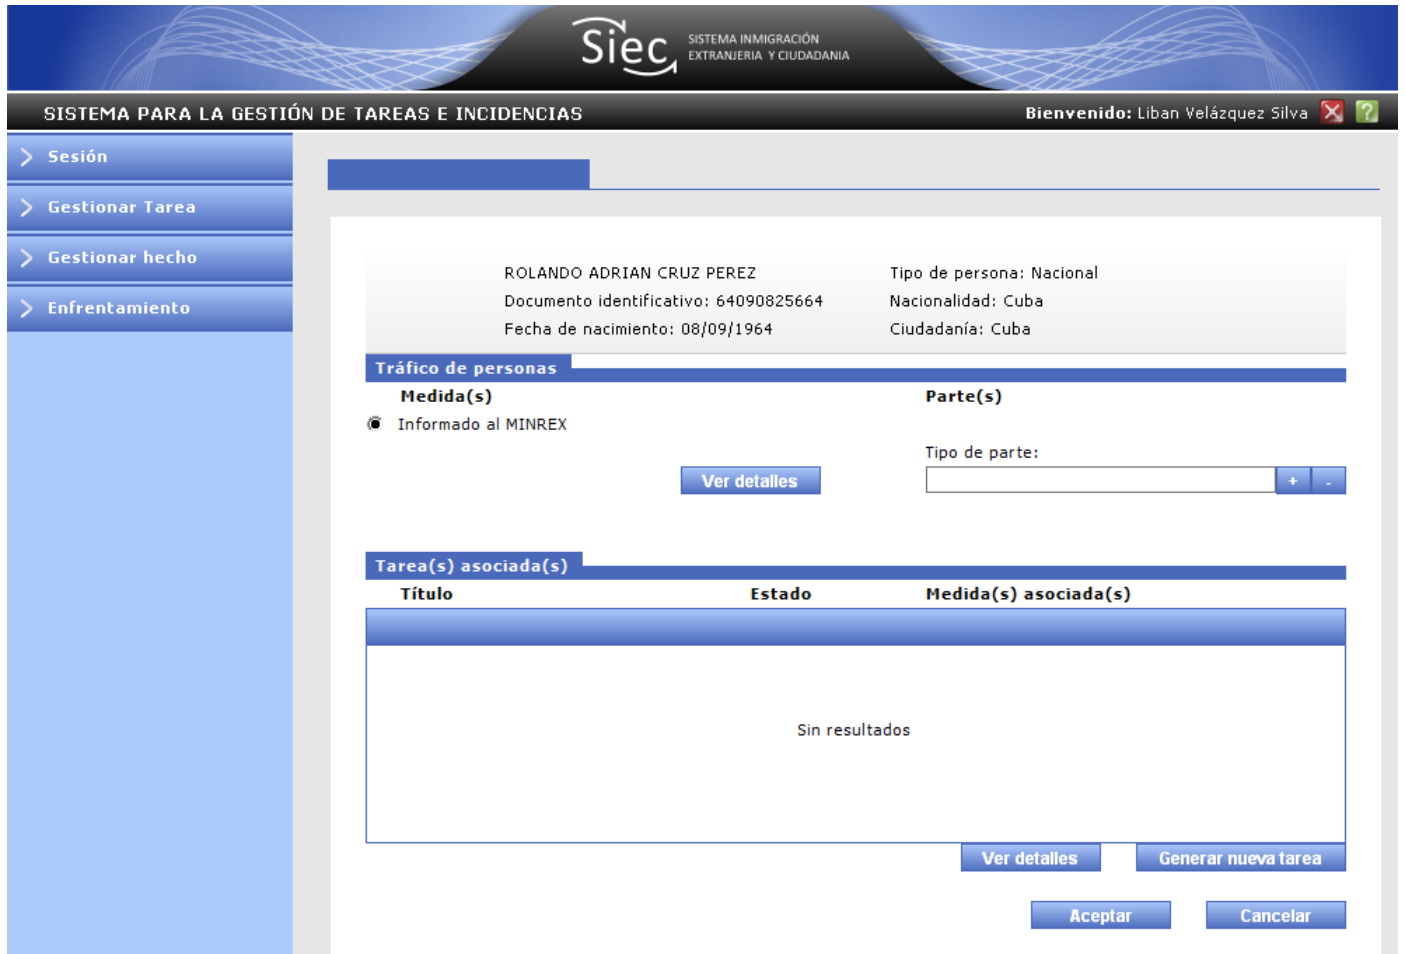 Siec SISTEMA INMIGRACIÓN
EXTRANJERIA Y CIUDADANIA
SISTEMA PARA LA GESTIÓN DE TAREAS E INCIDENCIAS
Bienvenido: Liban Velázquez Silva
Sesión
Gestionar Tarea
Gestionar hecho
Enfrentamiento
ROLANDO ADRIAN CRUZ PEREZ
Tipo de persona: Nacional
Documento identificativo: 64090825664
Nacionalidad: Cuba
Fecha de nacimiento: 08/09/1964
Ciudadanía: Cuba
Tráfico de personas
Medida(s)
Parte(s)
Informado al MINREX
Tipo de parte:
Ver detalles
+ -
Tarea(s) asociada(s)
Título Estado Medida(s) asociada(s)
Sin resultados
Ver detalles Generar nueva tarea
Aceptar Cancelar